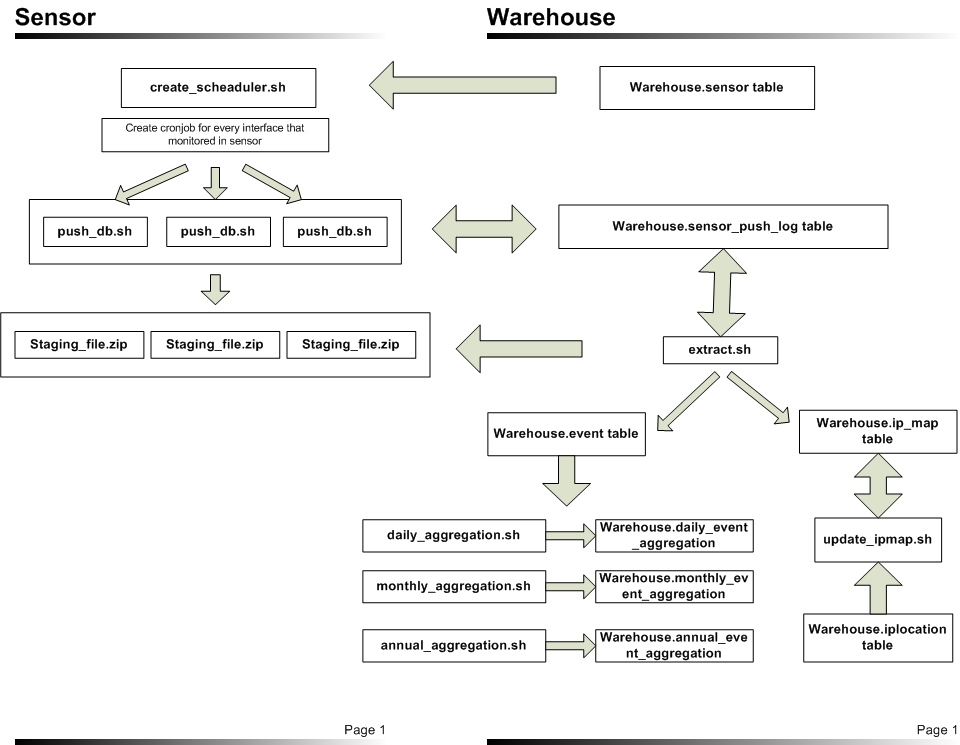 Sensor
Warehouse
create_scheaduler.sh
Warehouse.sensor table
Create cronjob for every interface that
monitored in sensor
push_db.sh
push_db.sh
push_db.sh
Warehouse.sensor_push_log table
Staging_file.zip
Staging_file.zip
Staging_file.zip
extract.sh
Warehouse.event table
Warehouse.ip_map
table
daily_aggregation.sh
Warehouse.daily_event
_aggregation
update_ipmap.sh
monthly_aggregation.sh
Warehouse.monthly_ev
ent_aggregation
annual_aggregation.sh
Warehouse.annual_eve
nt_aggregation
Warehouse.iplocation
table
Page 1
Page 1